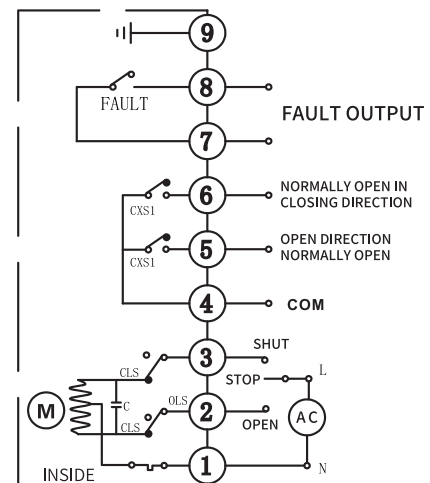 9
8
FAULT
FAULT OUTPUT
7
6
NORMALLY OPEN IN
CLOSING DIRECTION
CXS1
5
OPEN DIRECTION
NORMALLY OPEN
CXS1
4
COM
3
SHUT
CLS
STOP
L
M
C
OLS
2
OPEN
AC
CLS
1
N
INSIDE